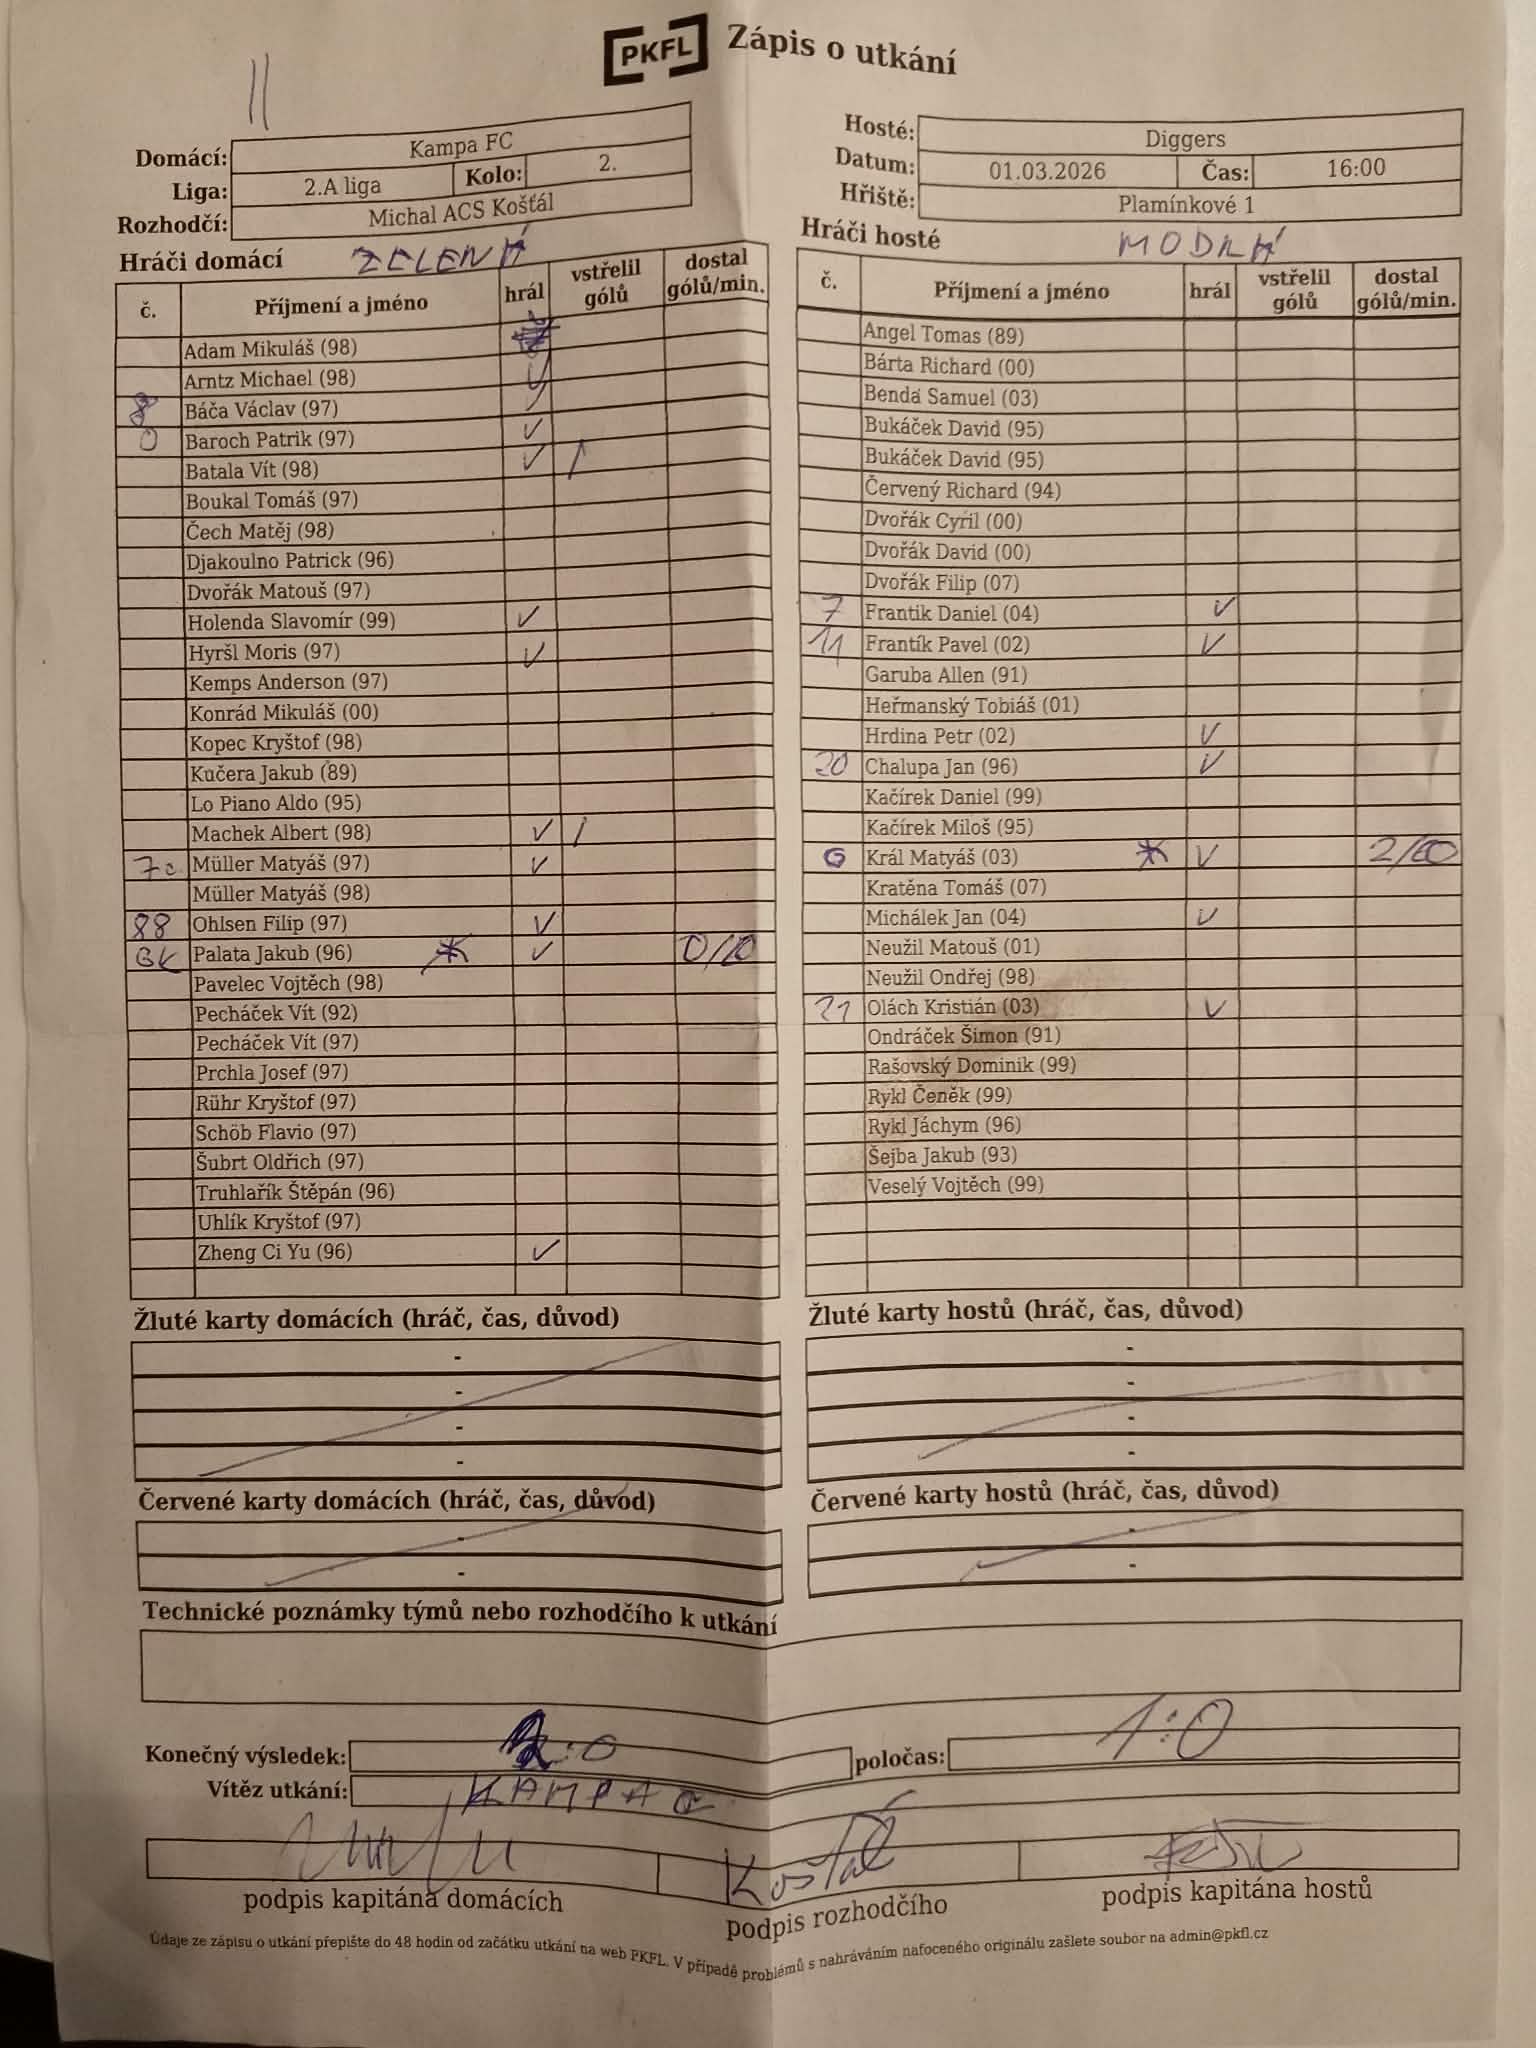 PKFL Zápis o utkání
Domácí: Kampa FC
Liga: 2.A liga Kolo: 2.
Rozhodčí: Michal ACS Košťál
Hosté: Diggers
Datum: 01.03.2026 Čas: 16:00
Hřiště: Plamínkové 1
Hráči domácí ZELENÁ
č. Příjmení a jméno hrál vstřelil gólů dostal gólů/min.
Adam Mikuláš (98)
Arntz Michael (98) ✓
8 Báča Václav (97) ✓
0 Baroch Patrik (97) ✓
Batala Vít (98) ✓ /
Boukal Tomáš (97)
Čech Matěj (98)
Djakoulno Patrick (96)
Dvořák Matouš (97)
Holenda Slavomír (99) ✓
Hyršl Moris (97) ✓
Kemps Anderson (97)
Konrád Mikuláš (00)
Kopec Kryštof (98)
Kučera Jakub (89)
Lo Piano Aldo (95)
Machek Albert (98) ✓ /
7c Müller Matyáš (97) ✓
Müller Matyáš (98)
88 Ohlsen Filip (97) ✓
GK Palata Jakub (96) ✓
Pavelec Vojtěch (98)
Pecháček Vít (92)
Pecháček Vít (97)
Prchla Josef (97)
Rühr Kryštof (97)
Schöb Flavio (97)
Šubrt Oldřich (97)
Truhlařík Štěpán (96)
Uhlík Kryštof (97)
Zheng Ci Yu (96) ✓
Hráči hosté MODRÁ
č. Příjmení a jméno hrál vstřelil gólů dostal gólů/min.
Angel Tomas (89)
Bárta Richard (00)
Benda Samuel (03)
Bukáček David (95)
Bukáček David (95)
Červený Richard (94)
Dvořák Cyril (00)
Dvořák David (00)
Dvořák Filip (07)
7 Frantik Daniel (04) ✓
11 Frantík Pavel (02) ✓
Garuba Allen (91)
Heřmanský Tobiáš (01)
Hrdina Petr (02) ✓
20 Chalupa Jan (96) ✓
Kačírek Daniel (99)
Kačírek Miloš (95)
Král Matyáš (03) ✓ 2/60
Kratěna Tomáš (07)
Michálek Jan (04) ✓
Neužil Matouš (01)
Neužil Ondřej (98)
21 Olách Kristián (03) ✓
Ondráček Šimon (91)
Rašovský Dominik (99)
Rykl Čeněk (99)
Rykl Jáchym (96)
Šejba Jakub (93)
Veselý Vojtěch (99)
Žluté karty domácích (hráč, čas, důvod)
-
-
-
-
Žluté karty hostů (hráč, čas, důvod)
-
-
-
-
Červené karty domácích (hráč, čas, důvod)
-
-
Červené karty hostů (hráč, čas, důvod)
-
-
Technické poznámky týmů nebo rozhodčího k utkání
Konečný výsledek: 2:0 poločas: 1:0
Vítěz utkání: KAMPA
Košťál
podpis kapitána domácích podpis rozhodčího podpis kapitána hostů
Údaje ze zápisu o utkání přepište do 48 hodin od začátku utkání na web PKFL. V případě problémů s nahráváním nafoceného originálu zašlete soubor na admin@pkfl.cz